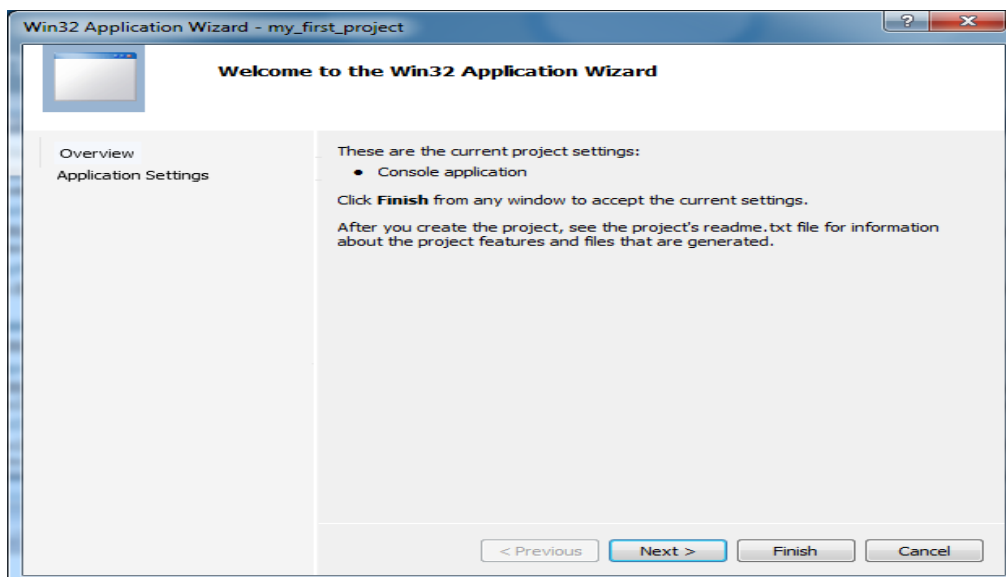 Win32 Application Wizard - my_first_project
?
X
Welcome to the Win32 Application Wizard
Overview
Application Settings
These are the current project settings:
• Console application
Click Finish from any window to accept the current settings.
After you create the project, see the project's readme.txt file for information
about the project features and files that are generated.
< Previous
Next >
Finish
Cancel